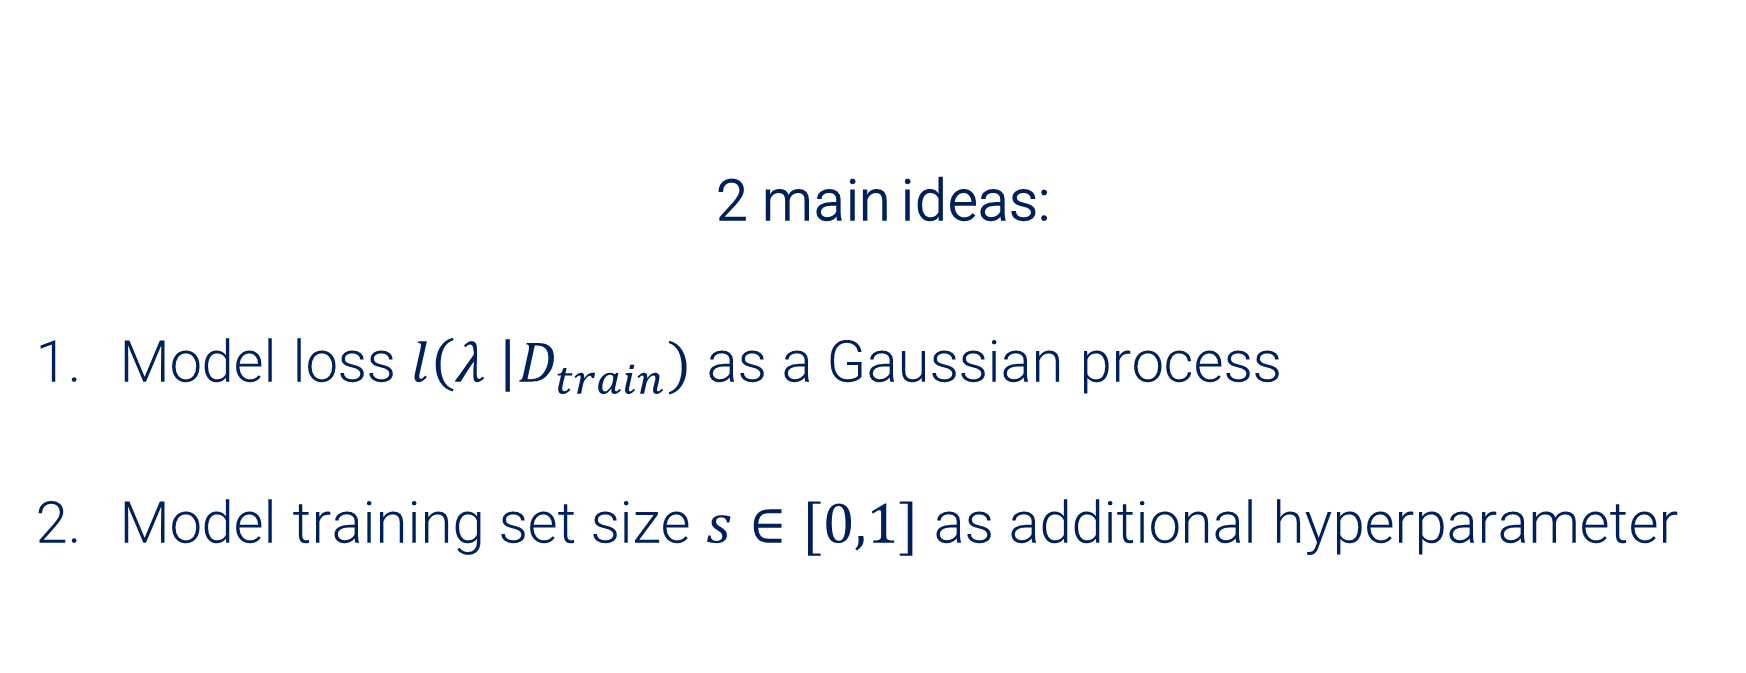 2 main ideas:
1. Model loss l(λ |D_train) as a Gaussian process
2. Model training set size s ∈ [0,1] as additional hyperparameter